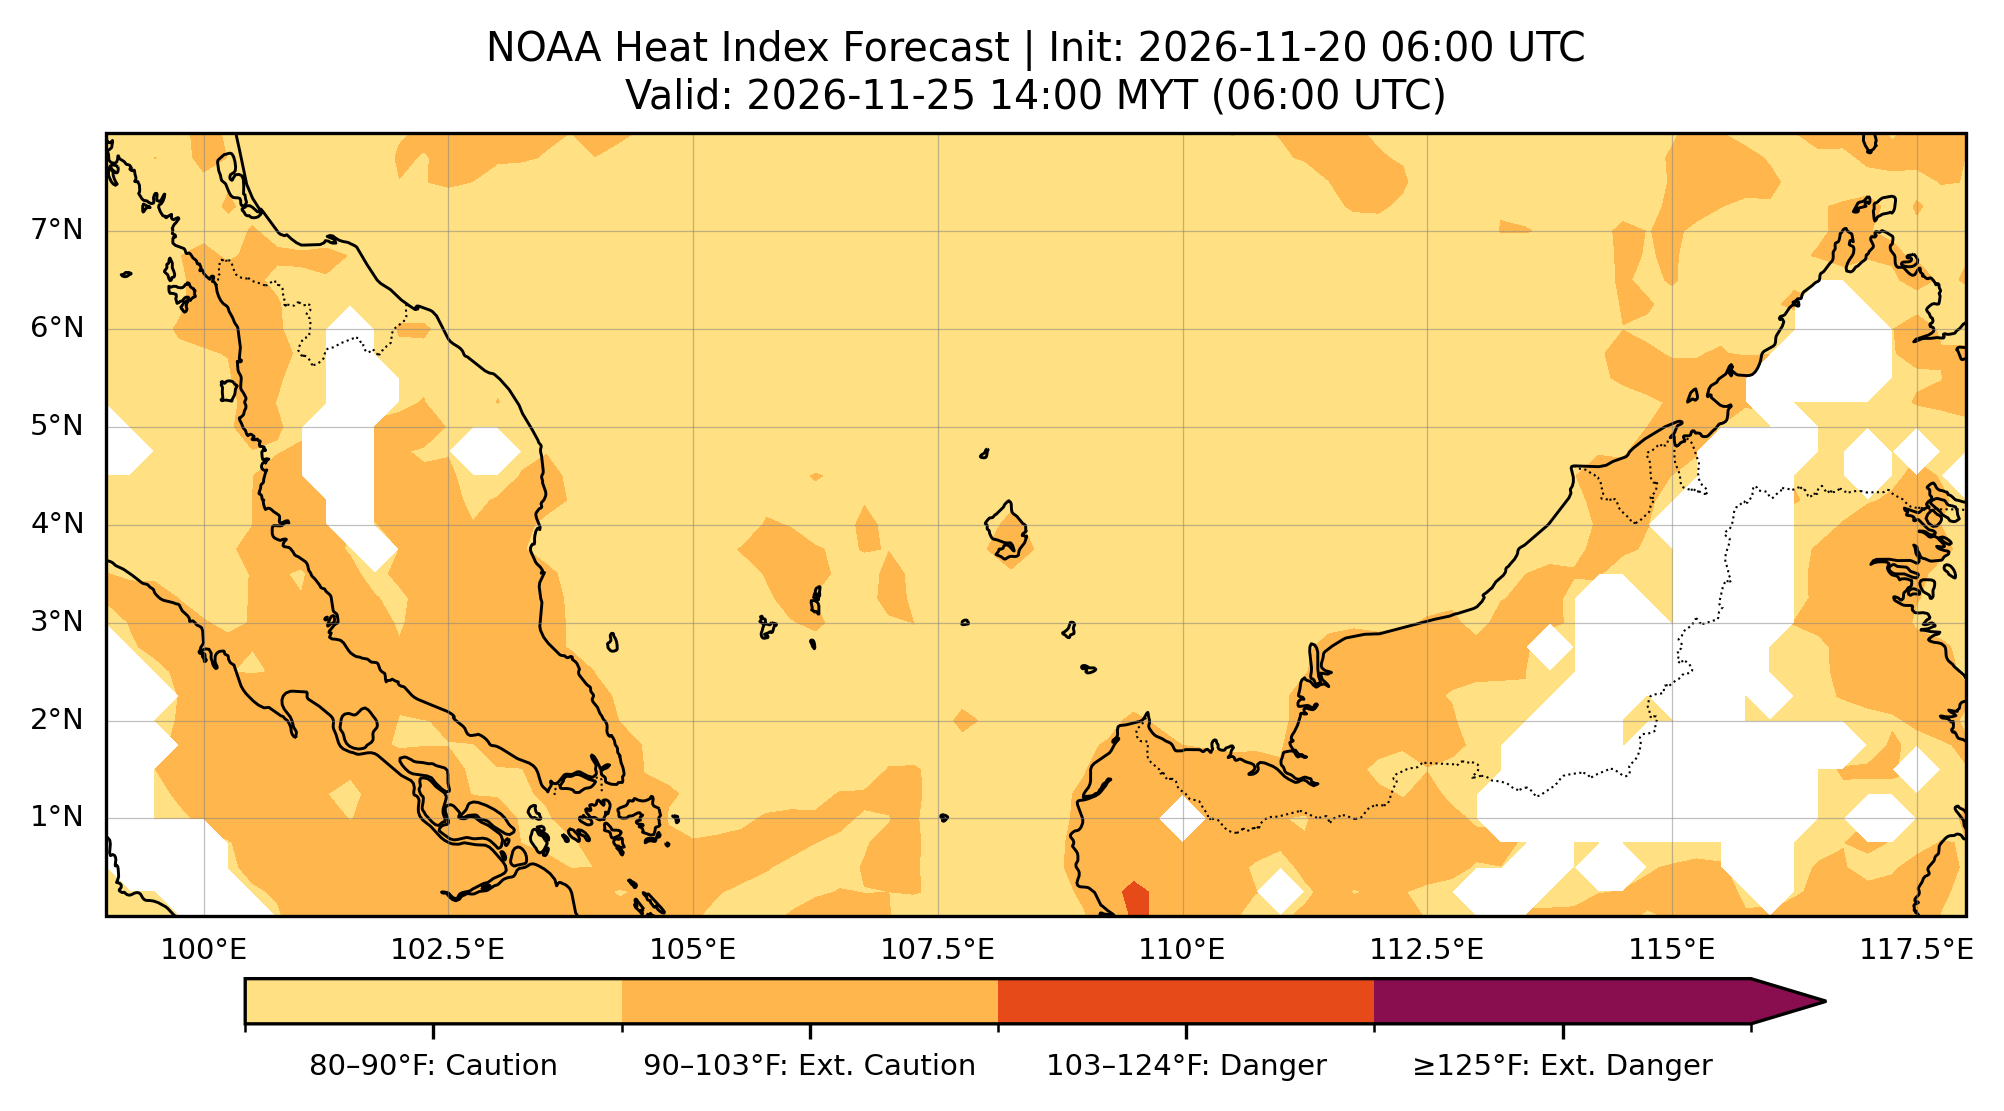 NOAA Heat Index Forecast | Init: 2026-11-20 06:00 UTC
Valid: 2026-11-25 14:00 MYT (06:00 UTC)
7°N
6°N
5°N
4°N
3°N
2°N
1°N
100°E 102.5°E 105°E 107.5°E 110°E 112.5°E 115°E 117.5°E
80–90°F: Caution 90–103°F: Ext. Caution 103–124°F: Danger ≥125°F: Ext. Danger